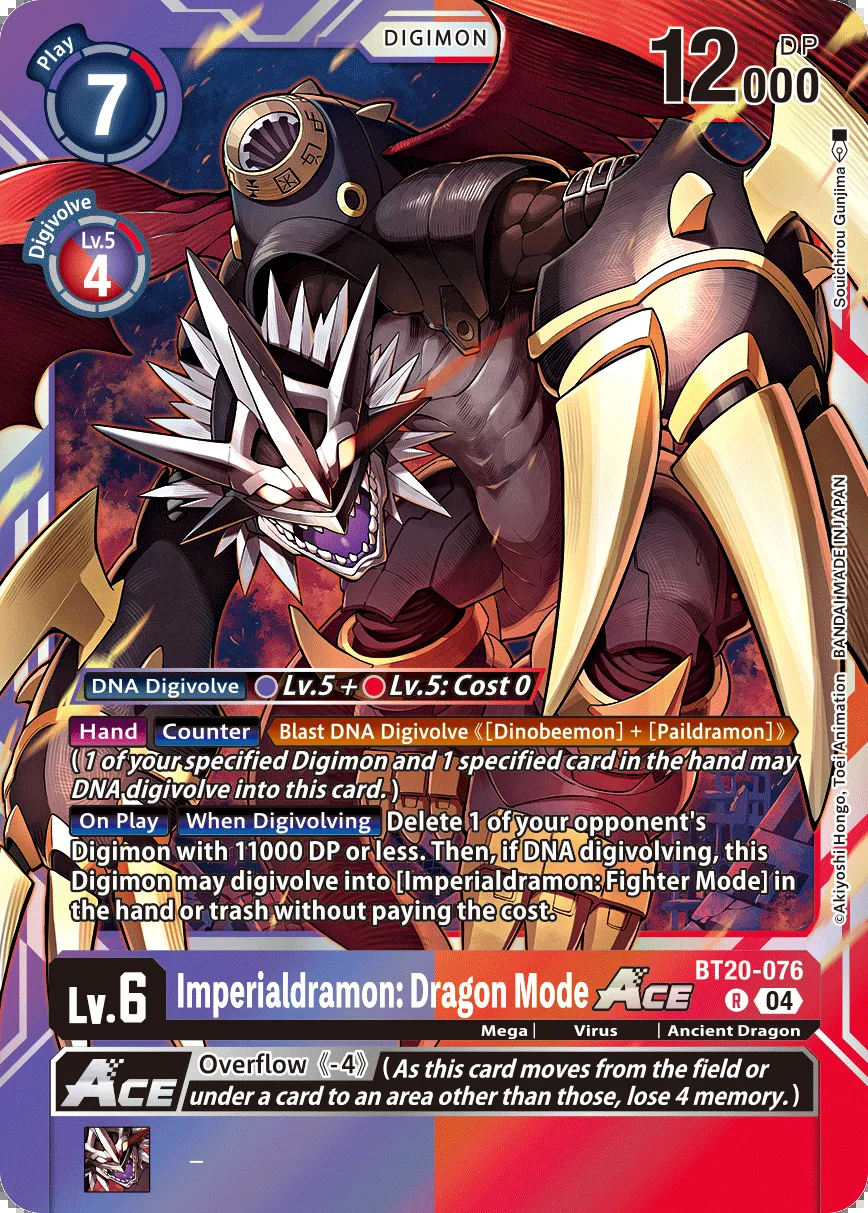 Play
7
DIGIMON
DP
12000
Digivolve
Lv.5
4
Souichirou Gunjima
DNA Digivolve Lv.5 + Lv.5: Cost 0
Hand Counter Blast DNA Digivolve 《[Dinobeemon] + [Paildramon]》
(1 of your specified Digimon and 1 specified card in the hand may
DNA digivolve into this card.)
On Play When Digivolving Delete 1 of your opponent's
Digimon with 11000 DP or less. Then, if DNA digivolving, this
Digimon may digivolve into [Imperialdramon: Fighter Mode] in
the hand or trash without paying the cost.
©Akiyoshi Hongo, Toei Animation BANDAI MADE IN JAPAN
Lv.6 Imperialdramon: Dragon Mode ACE
BT20-076
R 04
Mega | Virus | Ancient Dragon
ACE Overflow 《-4》 (As this card moves from the field or
under a card to an area other than those, lose 4 memory.)
–